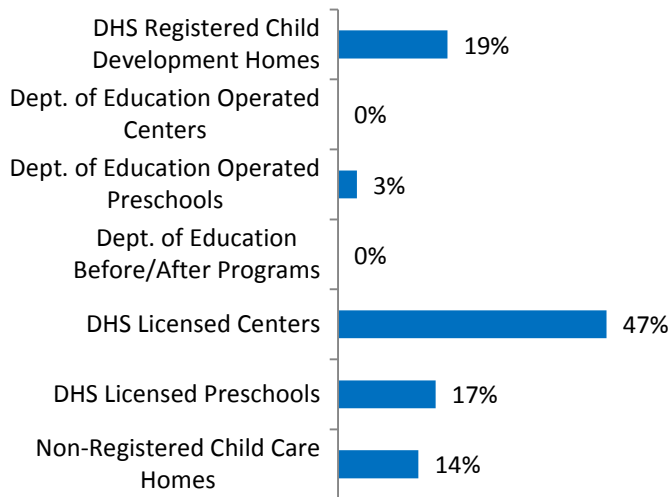 DHS Registered Child
Development Homes
19%
Dept. of Education Operated
Centers
0%
Dept. of Education Operated
Preschools
3%
Dept. of Education
Before/After Programs
0%
DHS Licensed Centers
47%
DHS Licensed Preschools
17%
Non-Registered Child Care
Homes
14%